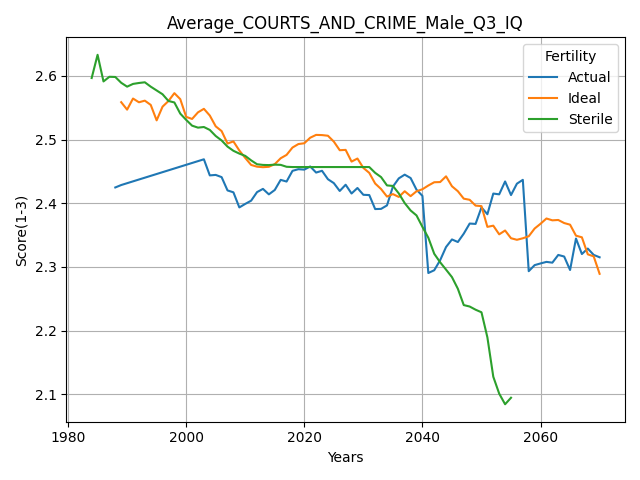 Average_COURTS_AND_CRIME_Male_Q3_IQ
Fertility
Actual
Ideal
Sterile
Score(1-3)
2.6
2.5
2.4
2.3
2.2
2.1
1980 2000 2020 2040 2060
Years